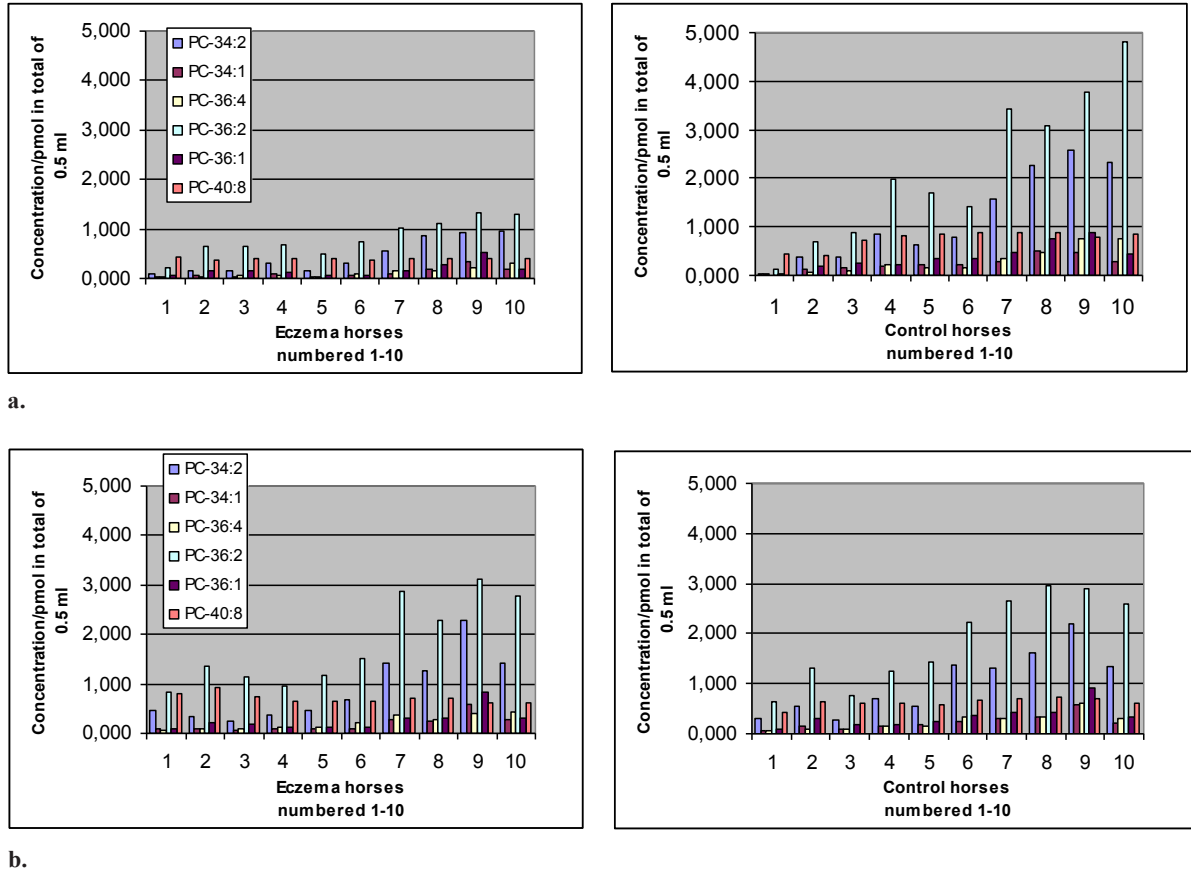 5,000
4,000
3,000
2,000
1,000
0,000
Concentration/pmol in total of
0.5 ml
PC-34:2
PC-34:1
PC-36:4
PC-36:2
PC-36:1
PC-40:8
1 2 3 4 5 6 7 8 9 10
Eczema horses
numbered 1-10
5,000
4,000
3,000
2,000
1,000
0,000
Concentration/pmol in total of
0.5 ml
1 2 3 4 5 6 7 8 9 10
Control horses
numbered 1-10
a.
5,000
4,000
3,000
2,000
1,000
0,000
Concentration/pmol in total of
0.5 ml
PC-34:2
PC-34:1
PC-36:4
PC-36:2
PC-36:1
PC-40:8
1 2 3 4 5 6 7 8 9 10
Eczema horses
numbered 1-10
5,000
4,000
3,000
2,000
1,000
0,000
Concentration/pmol in total of
0.5 ml
1 2 3 4 5 6 7 8 9 10
Control horses
numbered 1-10
b.